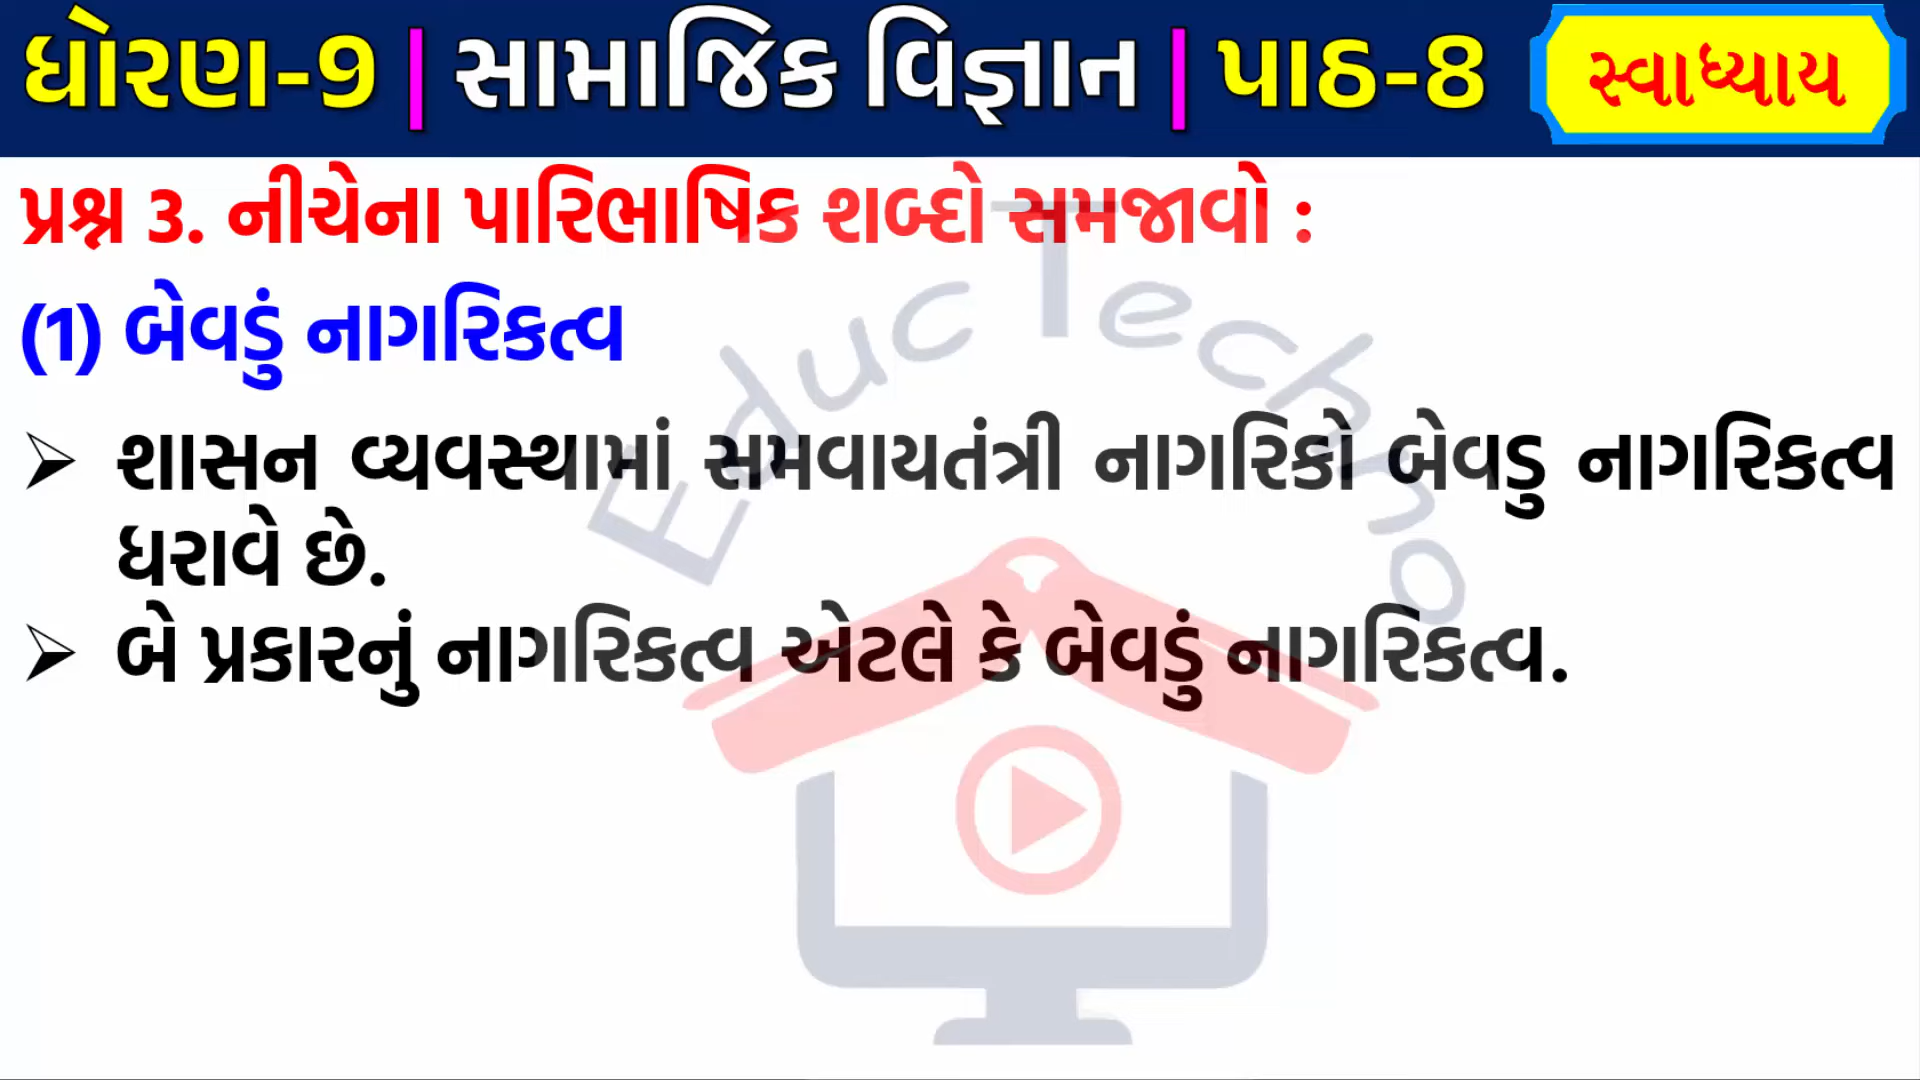 ધોરણ-9 | સામાજિક વિજ્ઞાન | પાઠ-8 સ્વાધ્યાય
પ્રશ્ન 3. નીચેના પારિભાષિક શબ્દો સમજાવો :
(1) બેવડું નાગરિકત્વ
➢ શાસન વ્યવસ્થામાં સમવાયતંત્રી નાગરિકો બેવડુ નાગરિકત્વ
ધરાવે છે.
➢ બે પ્રકારનું નાગરિકત્વ એટલે કે બેવડું નાગરિકત્વ.
EducTechno